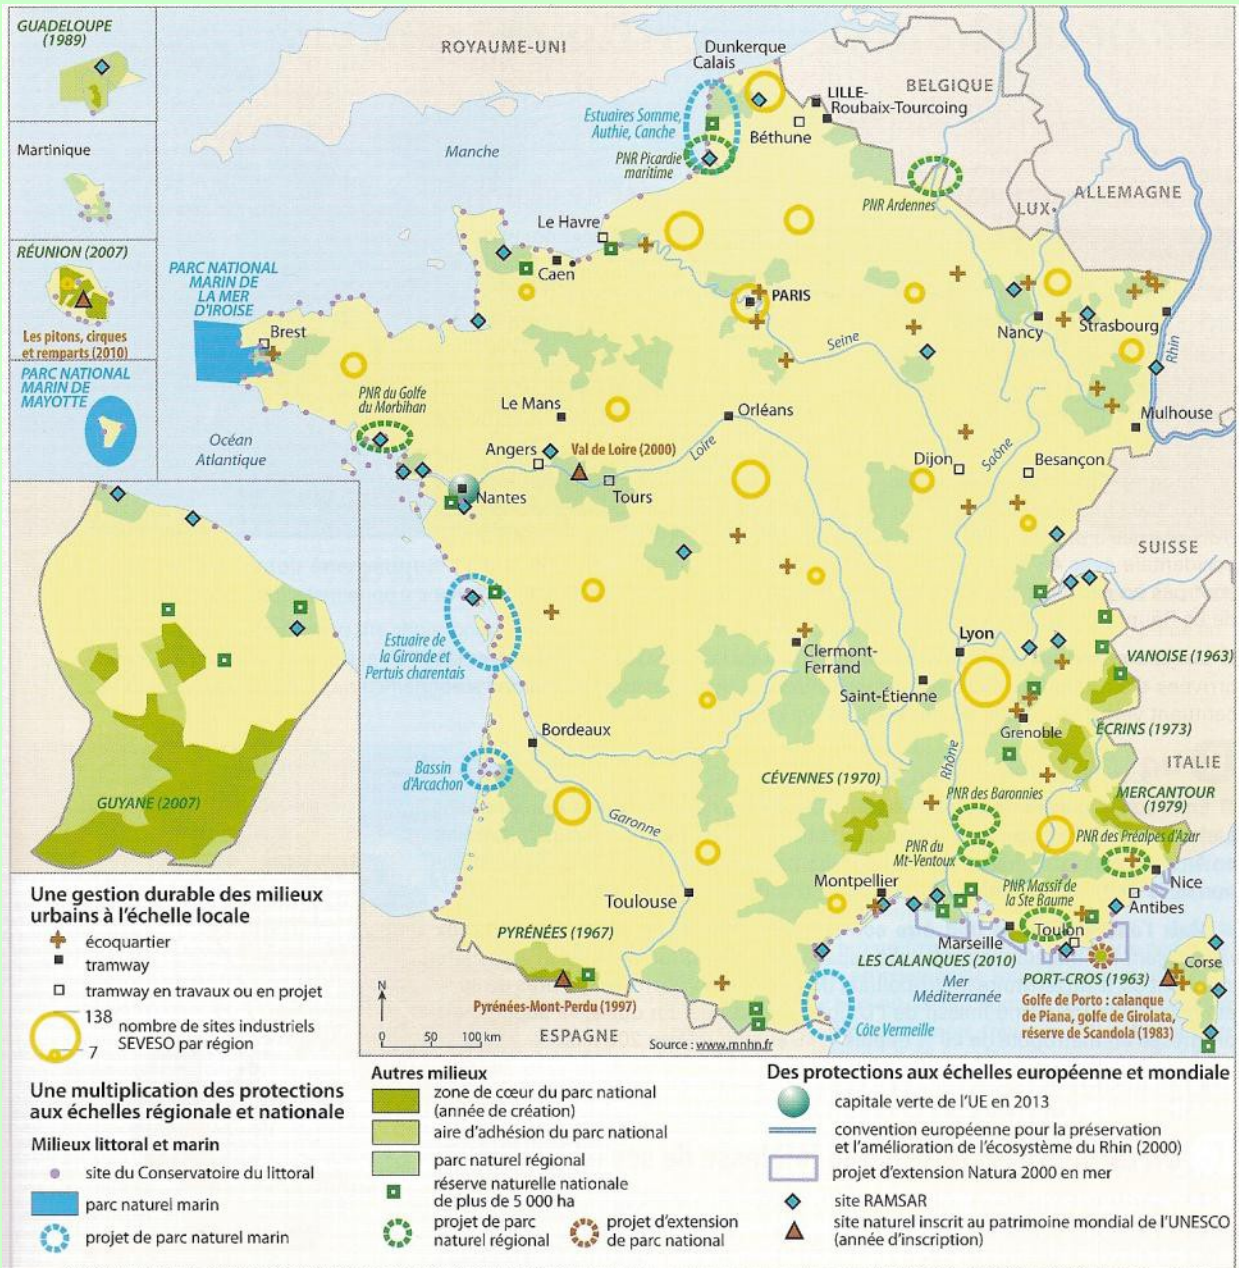 GUADELOUPE
(1989)
Martinique
RÉUNION (2007)
Les pitons, cirques
et remparts (2010)
PARC NATIONAL
MARIN DE
MAYOTTE
PARC NATIONAL
MARIN DE
LA MER
D'IROISE
ROYAUME-UNI
Dunkerque
Calais
BELGIQUE
LILLE-
Roubaix-Tourcoing
Estuaires Somme,
Authie, Canche
Béthune
Manche
PNR Picardie
maritime
ALLEMAGNE
PNR Ardennes
LUX.
Le Havre
Caen
PARIS
Nancy
Strasbourg
Brest
Seine
Rhin
PNR du Golfe
du Morbihan
Le Mans
Orléans
Mulhouse
Océan
Atlantique
Angers
Val de Loire (2000)
Loire
Dijon
Saône
Besançon
Nantes
Tours
SUISSE
Estuaire de
la Gironde et
Pertuis charentais
Lyon
Clermont-
Ferrand
VANOISE (1963)
Saint-Étienne
Grenoble
ÉCRINS (1973)
Bordeaux
ITALIE
Bassin
d'Arcachon
CÉVENNES (1970)
Rhône
PNR des Baronnies
MERCANTOUR
(1979)
GUYANE (2007)
Garonne
PNR des Préalpes d'Azur
PNR du
Mt-Ventoux
Montpellier
PNR Massif de
la Ste Baume
Nice
Toulouse
Antibes
PYRÉNÉES (1967)
Marseille
Toulon
LES CALANQUES (2010)
Corse
Mer
Méditerranée
PORT-CROS (1963)
Pyrénées-Mont-Perdu (1997)
Golfe de Porto : calanque
de Piana, golfe de Girolata,
réserve de Scandola (1983)
Côte Vermeille
ESPAGNE
N
0 50 100 km
Source : www.mnhn.fr
Une gestion durable des milieux
urbains à l'échelle locale
écoquartier
tramway
tramway en travaux ou en projet
138
7
nombre de sites industriels
SEVESO par région
Une multiplication des protections
aux échelles régionale et nationale
Milieux littoral et marin
site du Conservatoire du littoral
parc naturel marin
projet de parc naturel marin
Autres milieux
zone de cœur du parc national
(année de création)
aire d'adhésion du parc national
parc naturel régional
réserve naturelle nationale
de plus de 5 000 ha
projet de parc
naturel régional
projet d'extension
de parc national
Des protections aux échelles européenne et mondiale
capitale verte de l'UE en 2013
convention européenne pour la préservation
et l'amélioration de l'écosystème du Rhin (2000)
projet d'extension Natura 2000 en mer
site RAMSAR
site naturel inscrit au patrimoine mondial de l'UNESCO
(année d'inscription)